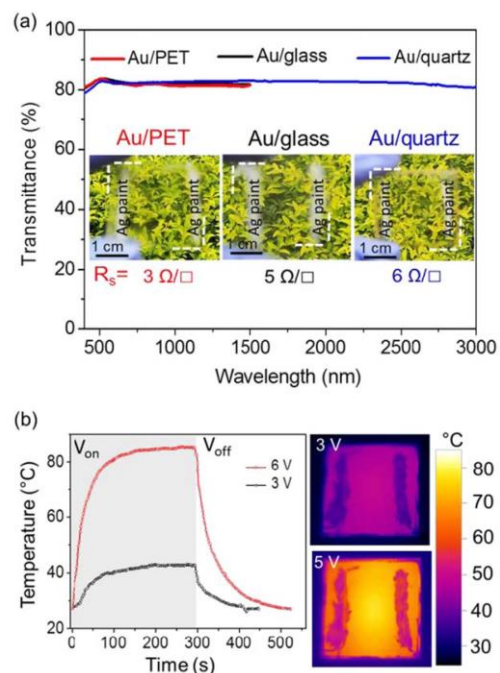 (a)
Au/PET Au/glass Au/quartz
Transmittance (%)
100
80
60
40
20
0
Au/PET Au/glass Au/quartz
Ag paint Ag paint Ag paint Ag paint Ag paint Ag paint
1 cm 1 cm 1 cm
Rs= 3 Ω/□ 5 Ω/□ 6 Ω/□
500 1000 1500 2000 2500 3000
Wavelength (nm)
(b)
Temperature (°C)
80
60
40
20
Von Voff
6 V
3 V
0 100 200 300 400 500
Time (s)
3 V
5 V
°C
80
70
60
50
40
30